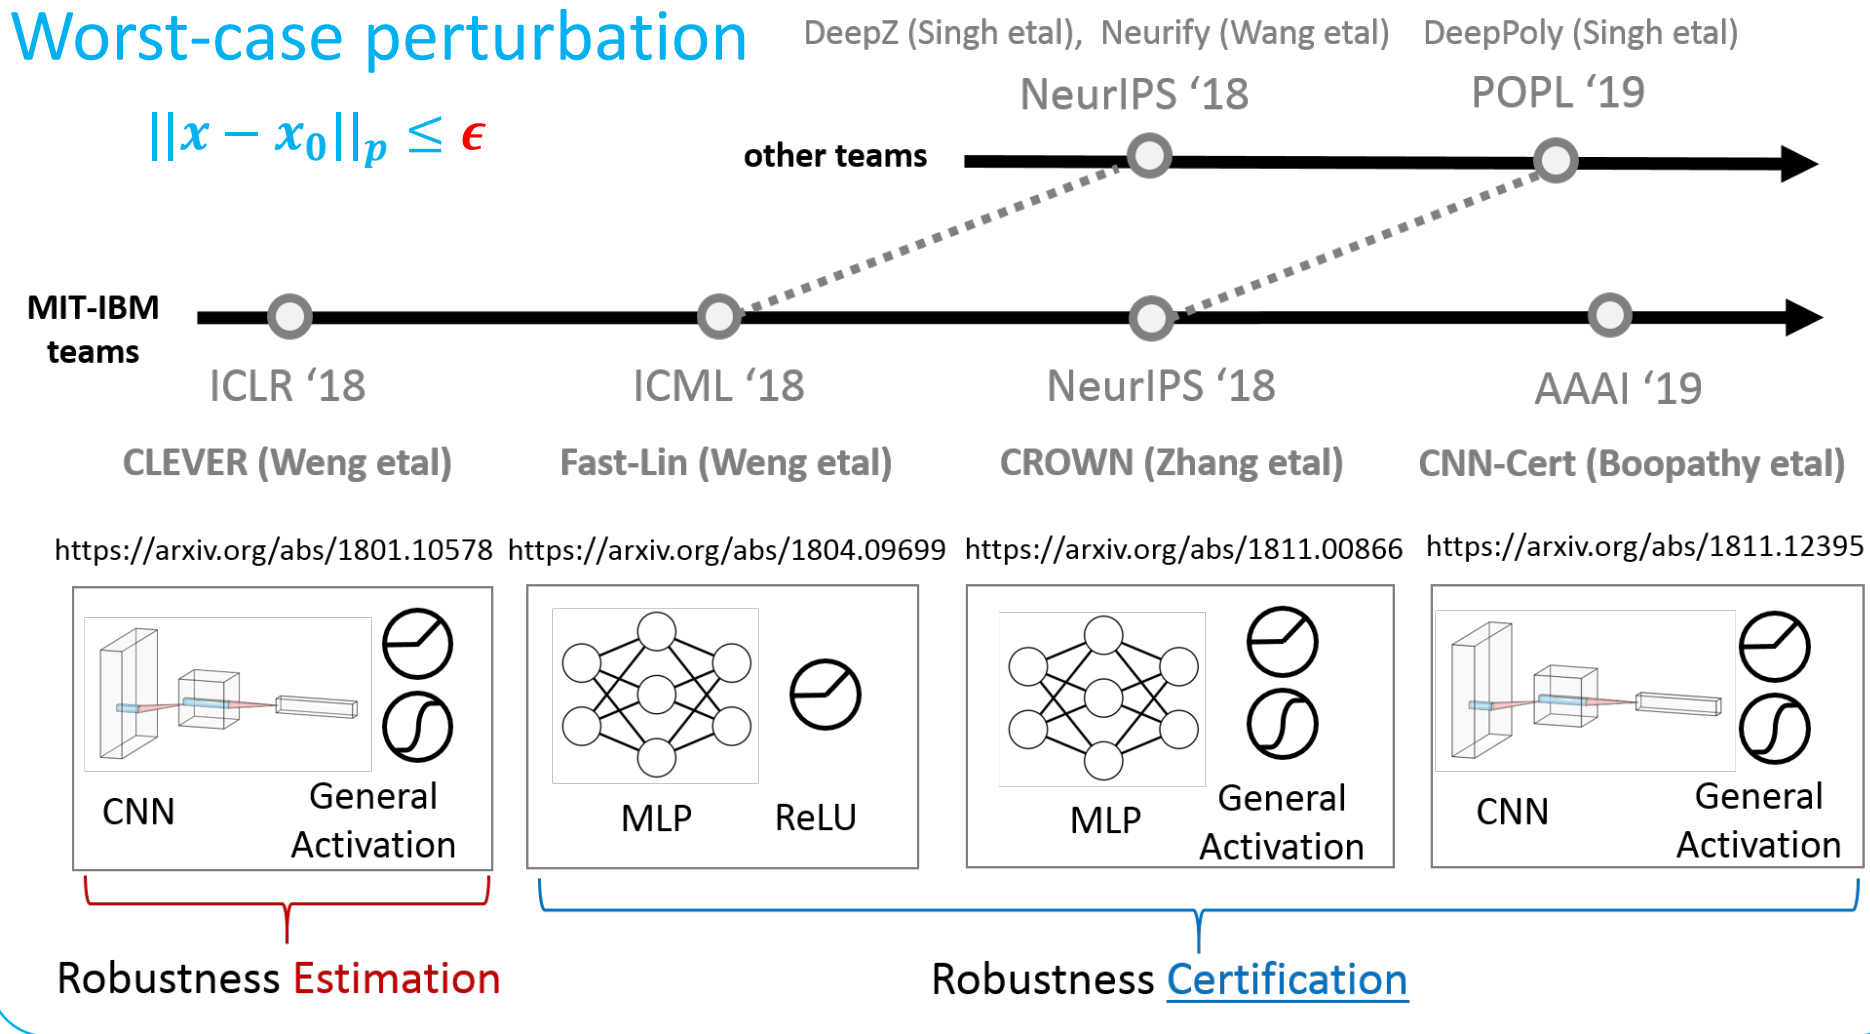 Worst-case perturbation
||x − x₀||ₚ ≤ ϵ
DeepZ (Singh etal), Neurify (Wang etal) DeepPoly (Singh etal)
NeurIPS ‘18 POPL ‘19
other teams
MIT-IBM
teams
ICLR ‘18 ICML ‘18 NeurIPS ‘18 AAAI ‘19
CLEVER (Weng etal) Fast-Lin (Weng etal) CROWN (Zhang etal) CNN-Cert (Boopathy etal)
https://arxiv.org/abs/1801.10578 https://arxiv.org/abs/1804.09699 https://arxiv.org/abs/1811.00866 https://arxiv.org/abs/1811.12395
CNN
General
Activation
MLP ReLU
MLP
General
Activation
CNN
General
Activation
Robustness Estimation
Robustness Certification